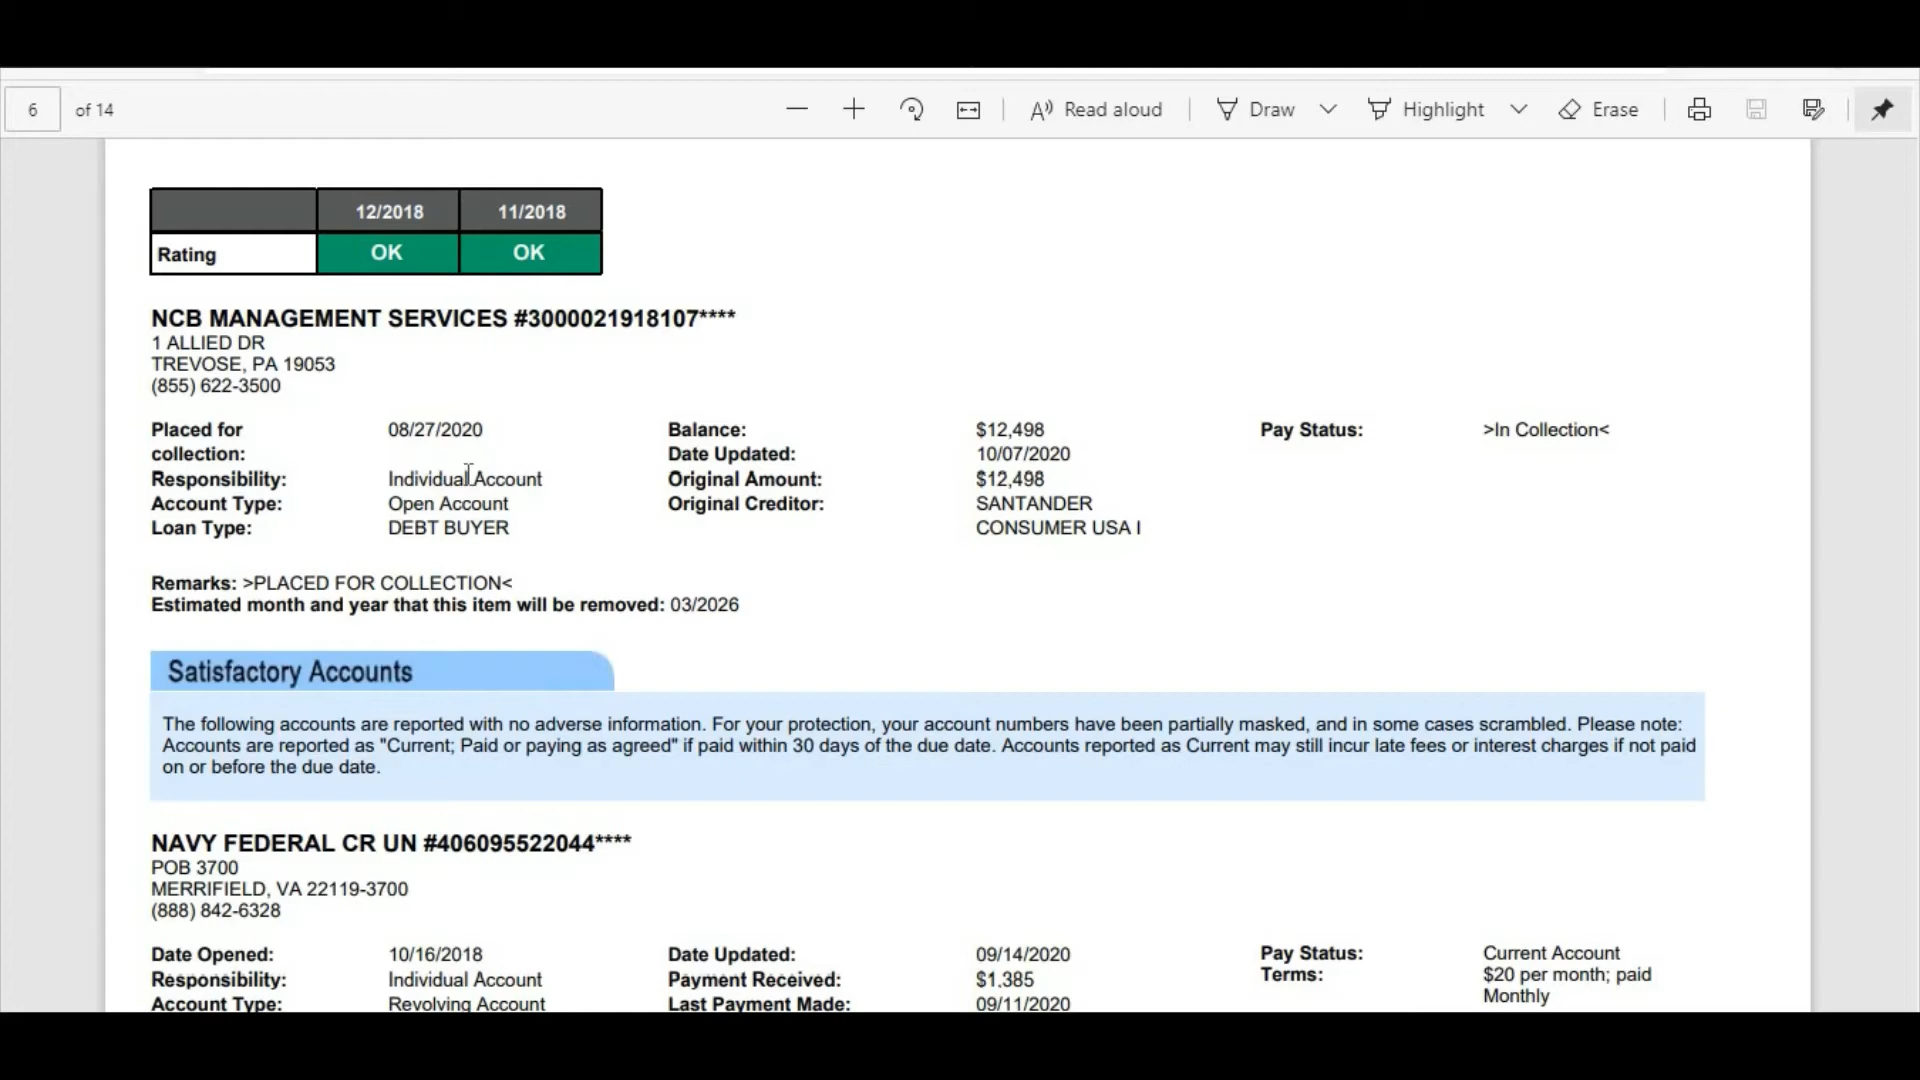 6 of 14 Read aloud Draw Highlight Erase
12/2018 11/2018
Rating OK OK
NCB MANAGEMENT SERVICES #3000021918107****
1 ALLIED DR
TREVOSE, PA 19053
(855) 622-3500
Placed for collection: 08/27/2020
Responsibility: Individual Account
Account Type: Open Account
Loan Type: DEBT BUYER
Balance: $12,498
Date Updated: 10/07/2020
Original Amount: $12,498
Original Creditor: SANTANDER
CONSUMER USA I
Pay Status: >In Collection<
Remarks: >PLACED FOR COLLECTION<
Estimated month and year that this item will be removed: 03/2026
Satisfactory Accounts
The following accounts are reported with no adverse information. For your protection, your account numbers have been partially masked, and in some cases scrambled. Please note:
Accounts are reported as "Current; Paid or paying as agreed" if paid within 30 days of the due date. Accounts reported as Current may still incur late fees or interest charges if not paid
on or before the due date.
NAVY FEDERAL CR UN #406095522044****
POB 3700
MERRIFIELD, VA 22119-3700
(888) 842-6328
Date Opened: 10/16/2018
Responsibility: Individual Account
Account Type: Revolving Account
Date Updated: 09/14/2020
Payment Received: $1,385
Last Payment Made: 09/11/2020
Pay Status: Current Account
Terms: $20 per month; paid
Monthly